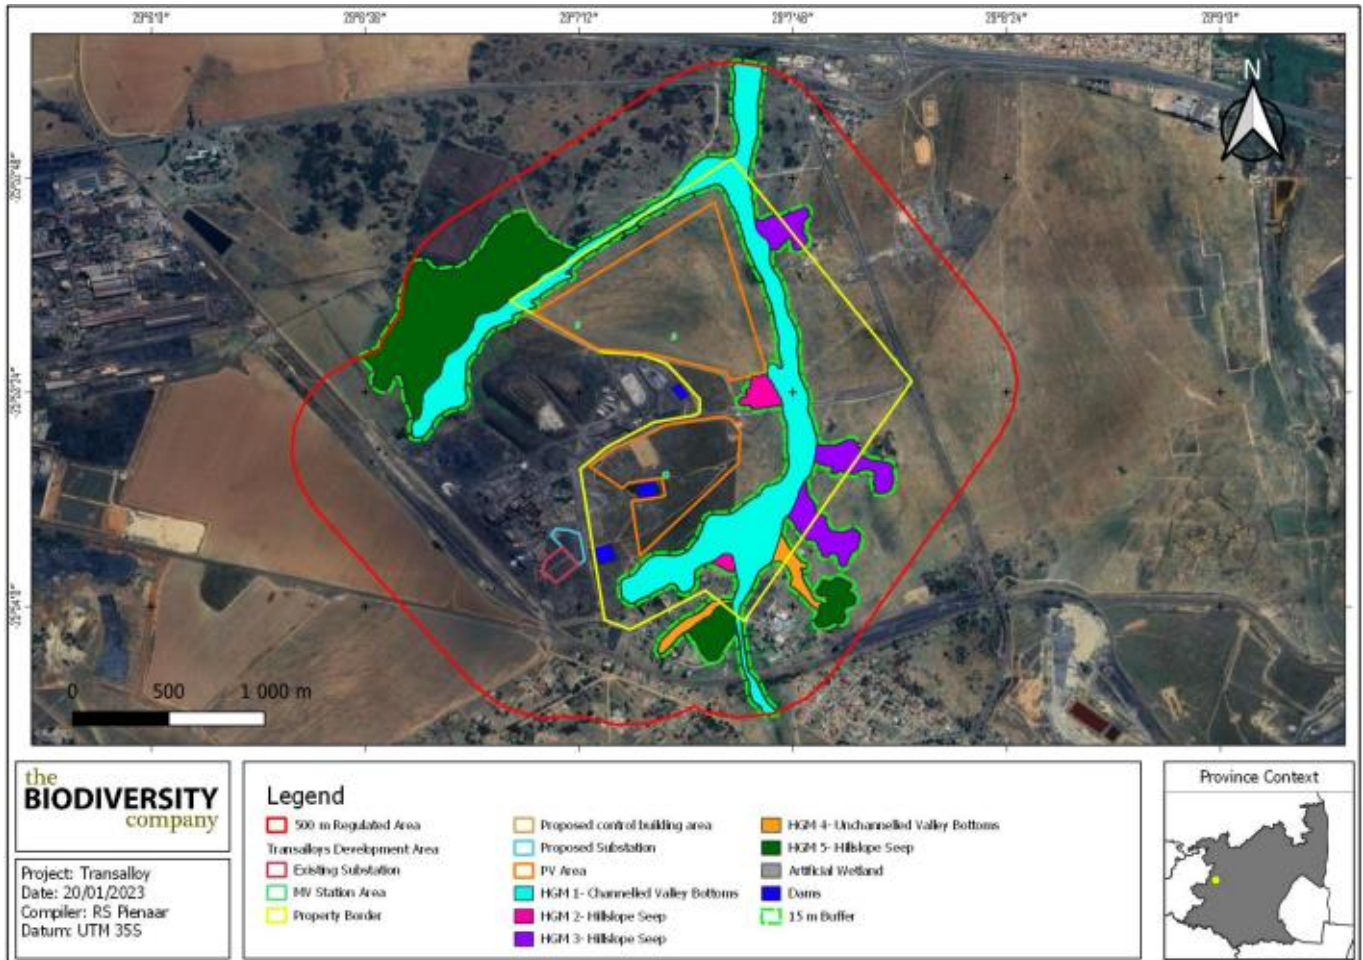 29°7'12"
N
0 500 1 000 m
the
BIODIVERSITY
company
Project: Transalloy
Date: 20/01/2023
Compiler: RS Pienaar
Datum: UTM 35S
Legend
500 m Regulated Area
Transalloys Development Area
Existing Substation
MV Station Area
Property Border
Proposed control building area
Proposed Substation
PV Area
HGM 1- Channelled Valley Bottoms
HGM 2- Hillslope Seep
HGM 3- Hillslope Seep
HGM 4- Unchannelled Valley Bottoms
HGM 5- Hillslope Seep
Artificial Wetland
Dams
15 m Buffer
Province Context